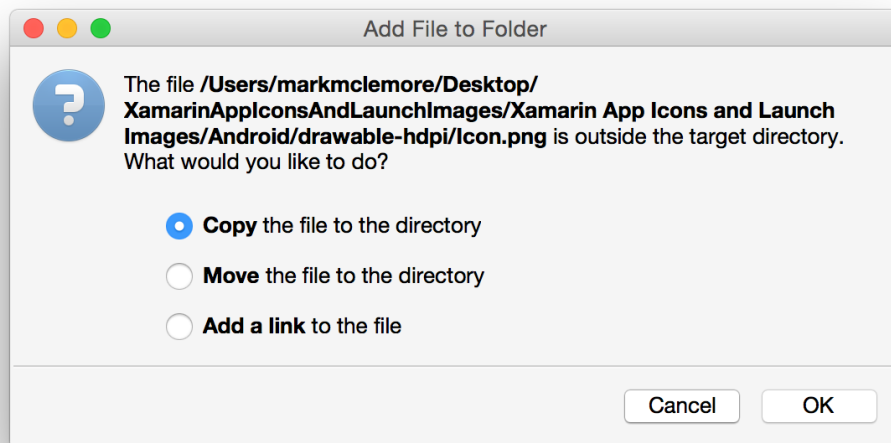 Add File to Folder
The file /Users/markmclemore/Desktop/
XamarinAppIconsAndLaunchImages/Xamarin App Icons and Launch
Images/Android/drawable-hdpi/Icon.png is outside the target directory.
What would you like to do?
Copy the file to the directory
Move the file to the directory
Add a link to the file
Cancel
OK